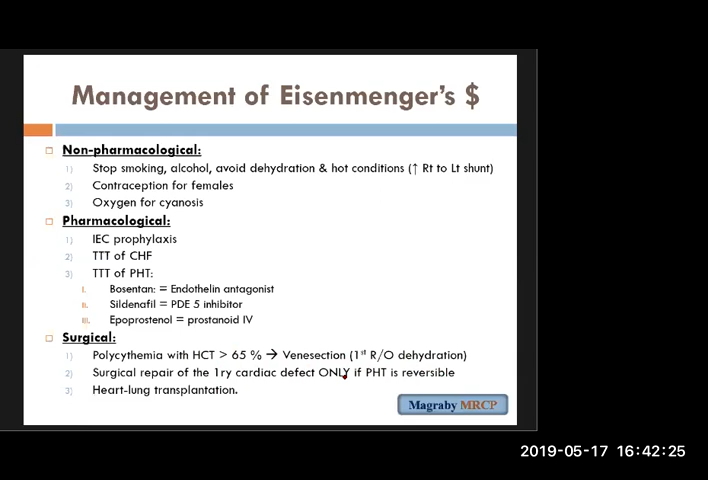 Management of Eisenmenger's $
Non-pharmacological:
1) Stop smoking, alcohol, avoid dehydration & hot conditions (↑ Rt to Lt shunt)
2) Contraception for females
3) Oxygen for cyanosis
Pharmacological:
1) IEC prophylaxis
2) TTT of CHF
3) TTT of PHT:
I. Bosentan: = Endothelin antagonist
II. Sildenafil = PDE 5 inhibitor
III. Epoprostenol = prostanoid IV
Surgical:
1) Polycythemia with HCT > 65 % → Venesection (1st R/O dehydration)
2) Surgical repair of the 1ry cardiac defect ONLY if PHT is reversible
3) Heart-lung transplantation.
Magraby MRCP
2019-05-17 16:42:25